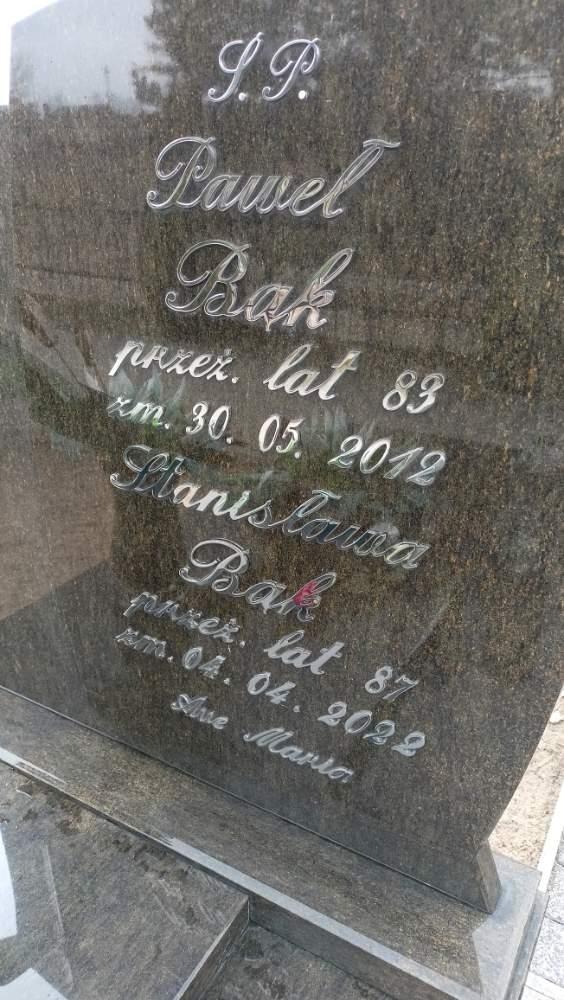 Ś.P.
Paweł
Bąk
przeż. lat 83
zm. 30. 05. 2012
Stanisława
Bąk
przeż. lat 87
zm. 04. 04. 2022
Ave Maria